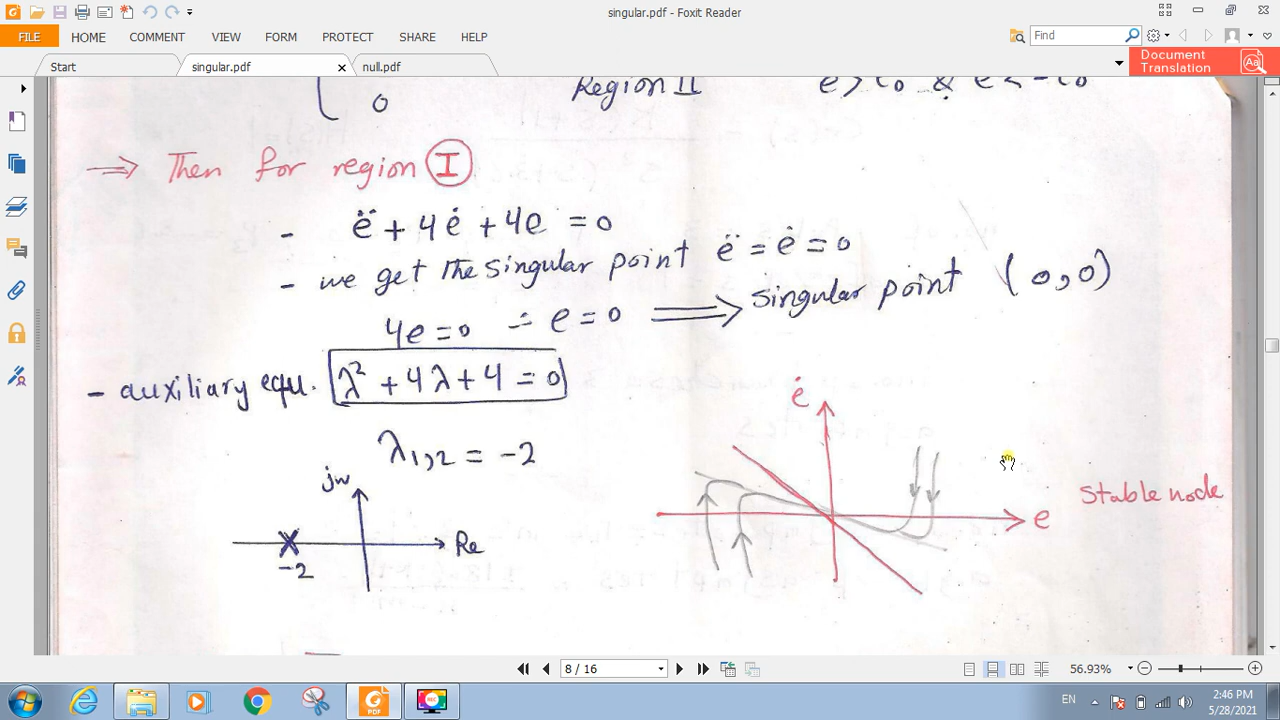 singular.pdf - Foxit Reader
FILE HOME COMMENT VIEW FORM PROTECT SHARE HELP
Find
Start singular.pdf null.pdf
Document Translation
0 Region II
⇒ Then for region I
- ë + 4ė + 4e = 0
- we get the singular point ë = ė = 0
4e = 0 ∴ e = 0 ⟹ singular point (0,0)
- auxiliary equ. λ² + 4λ + 4 = 0
λ1,2 = -2
jw
Re
-2
ė
e
Stable node
8 / 16
56.93%
EN
2:46 PM
5/28/2021